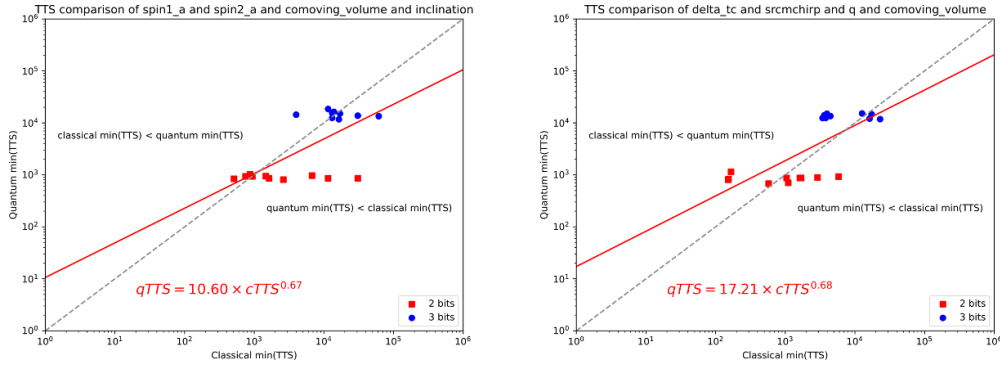 TTS comparison of spin1_a and spin2_a and comoving_volume and inclination
Quantum min(TTS)
10^6
10^5
10^4
10^3
10^2
10^1
10^0
classical min(TTS) < quantum min(TTS)
quantum min(TTS) < classical min(TTS)
qTTS = 10.60 × cTTS^0.67
2 bits
3 bits
10^0 10^1 10^2 10^3 10^4 10^5 10^6
Classical min(TTS)
TTS comparison of delta_tc and srcmchirp and q and comoving_volume
Quantum min(TTS)
10^6
10^5
10^4
10^3
10^2
10^1
10^0
classical min(TTS) < quantum min(TTS)
quantum min(TTS) < classical min(TTS)
qTTS = 17.21 × cTTS^0.68
2 bits
3 bits
10^0 10^1 10^2 10^3 10^4 10^5 10^6
Classical min(TTS)